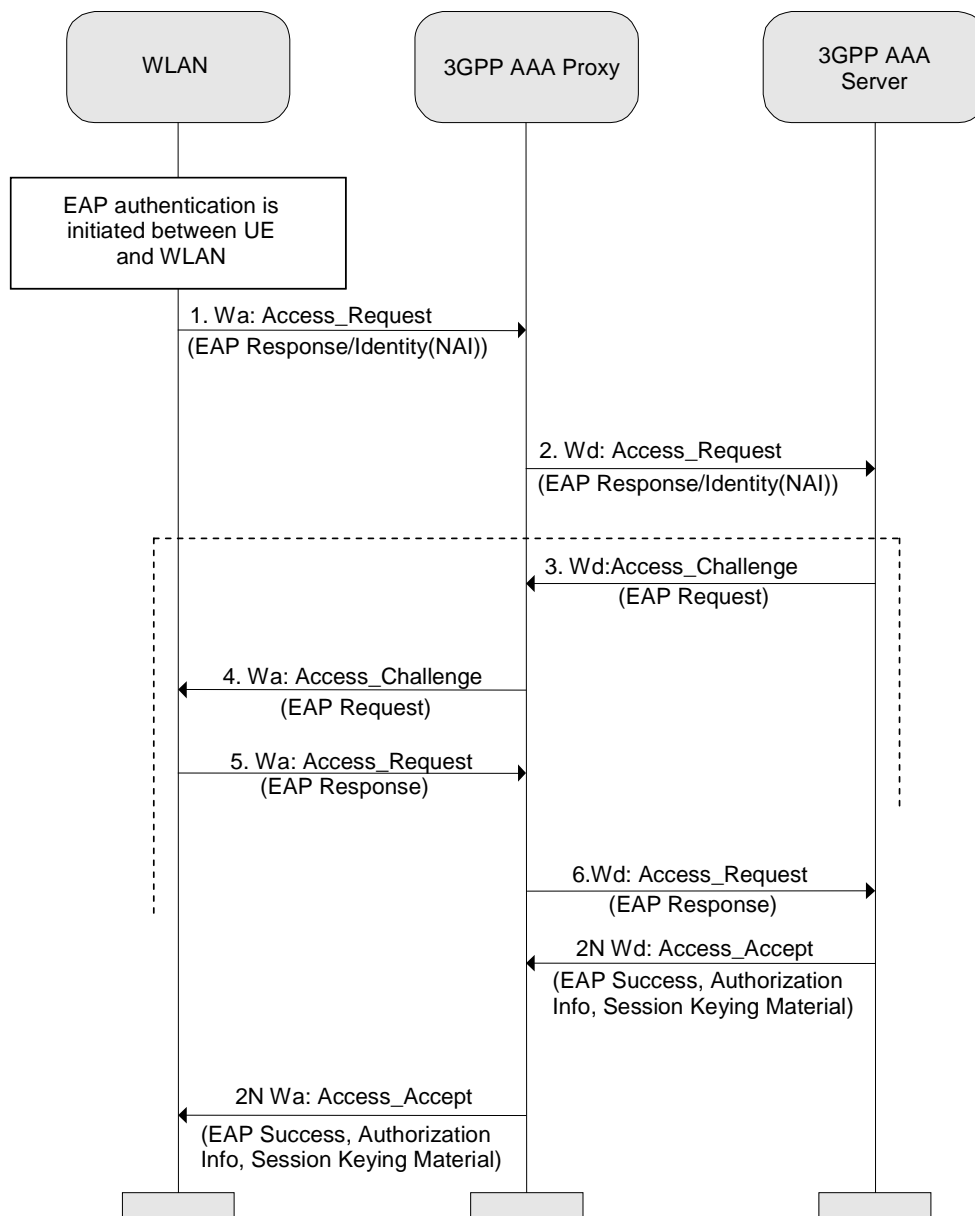 WLAN
3GPP AAA Proxy
3GPP AAA
Server
EAP authentication is
initiated between UE
and WLAN
1. Wa: Access_Request
(EAP Response/Identity(NAI))
2. Wd: Access_Request
(EAP Response/Identity(NAI))
3. Wd:Access_Challenge
(EAP Request)
4. Wa: Access_Challenge
(EAP Request)
5. Wa: Access_Request
(EAP Response)
6.Wd: Access_Request
(EAP Response)
2N Wd: Access_Accept
(EAP Success, Authorization
Info, Session Keying Material)
2N Wa: Access_Accept
(EAP Success, Authorization
Info, Session Keying Material)